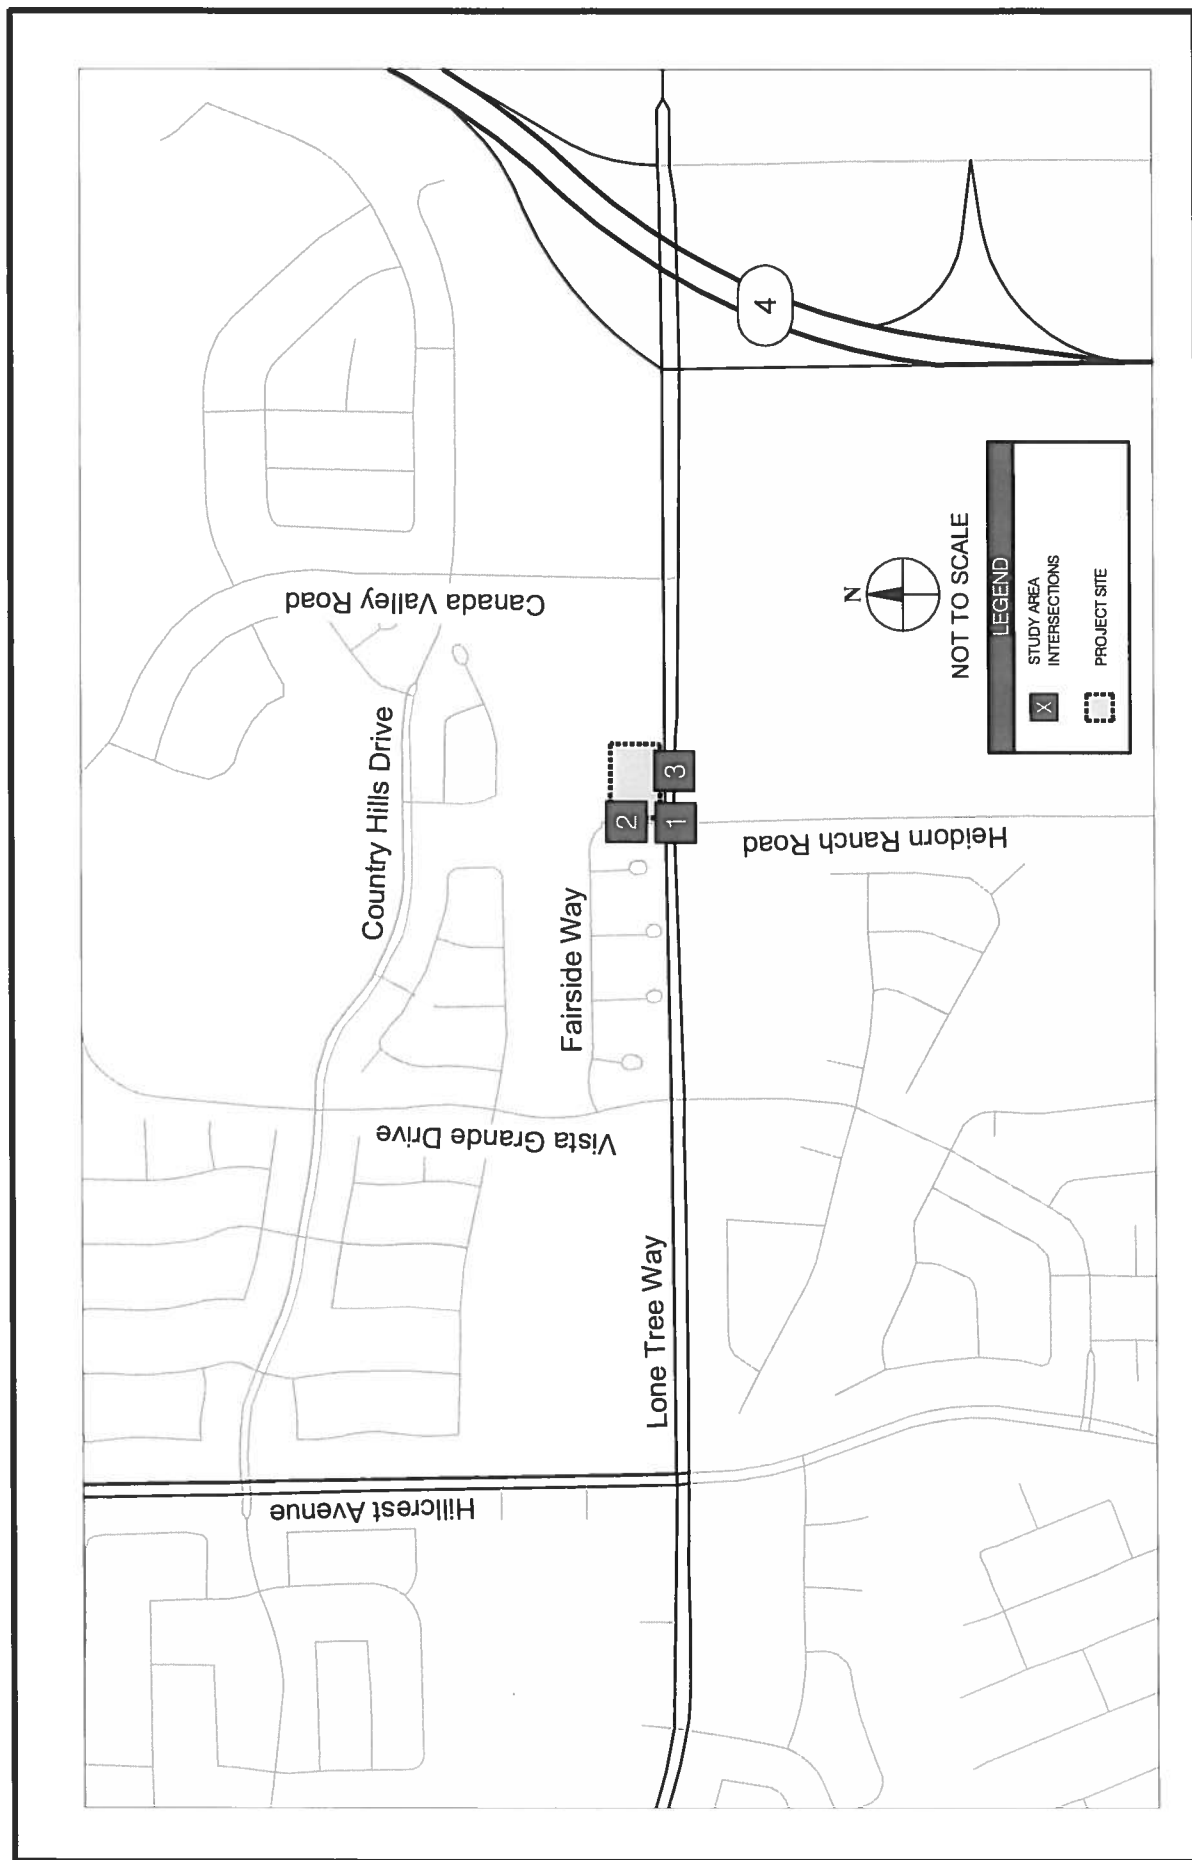 Country Hills Drive
Canada Valley Road
Vista Grande Drive
Hillcrest Avenue
Fairside Way
Lone Tree Way
Heidorn Ranch Road
2
1
3
4
N
NOT TO SCALE
LEGEND
X
STUDY AREA
INTERSECTIONS
PROJECT SITE